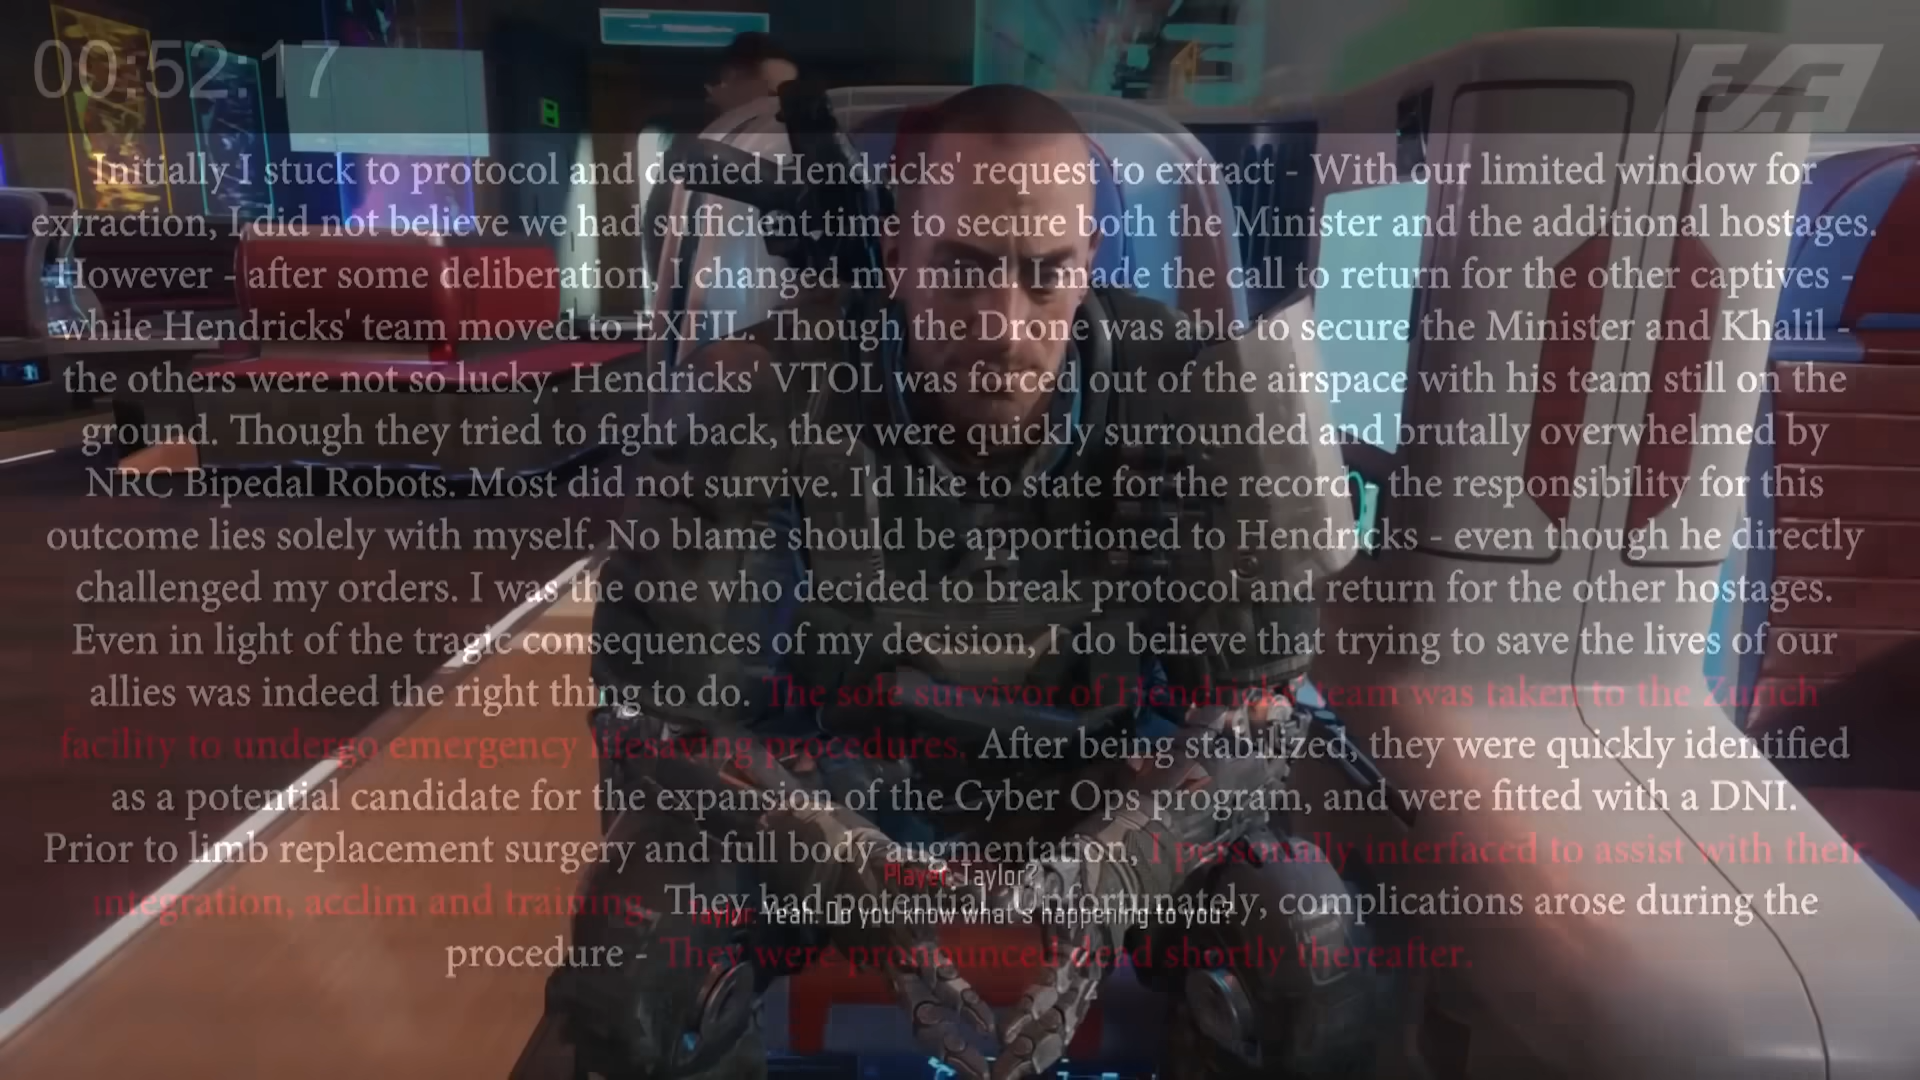 00:52:17
Initially I stuck to protocol and denied Hendricks' request to extract - With our limited window for
extraction, I did not believe we had sufficient time to secure both the Minister and the additional hostages.
However - after some deliberation, I changed my mind. I made the call to return for the other captives -
while Hendricks' team moved to EXFIL. Though the Drone was able to secure the Minister and Khalil -
the others were not so lucky. Hendricks' VTOL was forced out of the airspace with his team still on the
ground. Though they tried to fight back, they were quickly surrounded and brutally overwhelmed by
NRC Bipedal Robots. Most did not survive. I'd like to state for the record - the responsibility for this
outcome lies solely with myself. No blame should be apportioned to Hendricks - even though he directly
challenged my orders. I was the one who decided to break protocol and return for the other hostages.
Even in light of the tragic consequences of my decision, I do believe that trying to save the lives of our
allies was indeed the right thing to do. The sole survivor of Hendricks' team was taken to the Zurich
facility to undergo emergency lifesaving procedures. After being stabilized, they were quickly identified
as a potential candidate for the expansion of the Cyber Ops program, and were fitted with a DNI.
Prior to limb replacement surgery and full body augmentation, I personally interfaced to assist with their
integration, acclim and training. They had potential. Unfortunately, complications arose during the
procedure - They were pronounced dead shortly thereafter.
Player: Taylor?
Taylor: Yeah. Do you know what's happening to you?